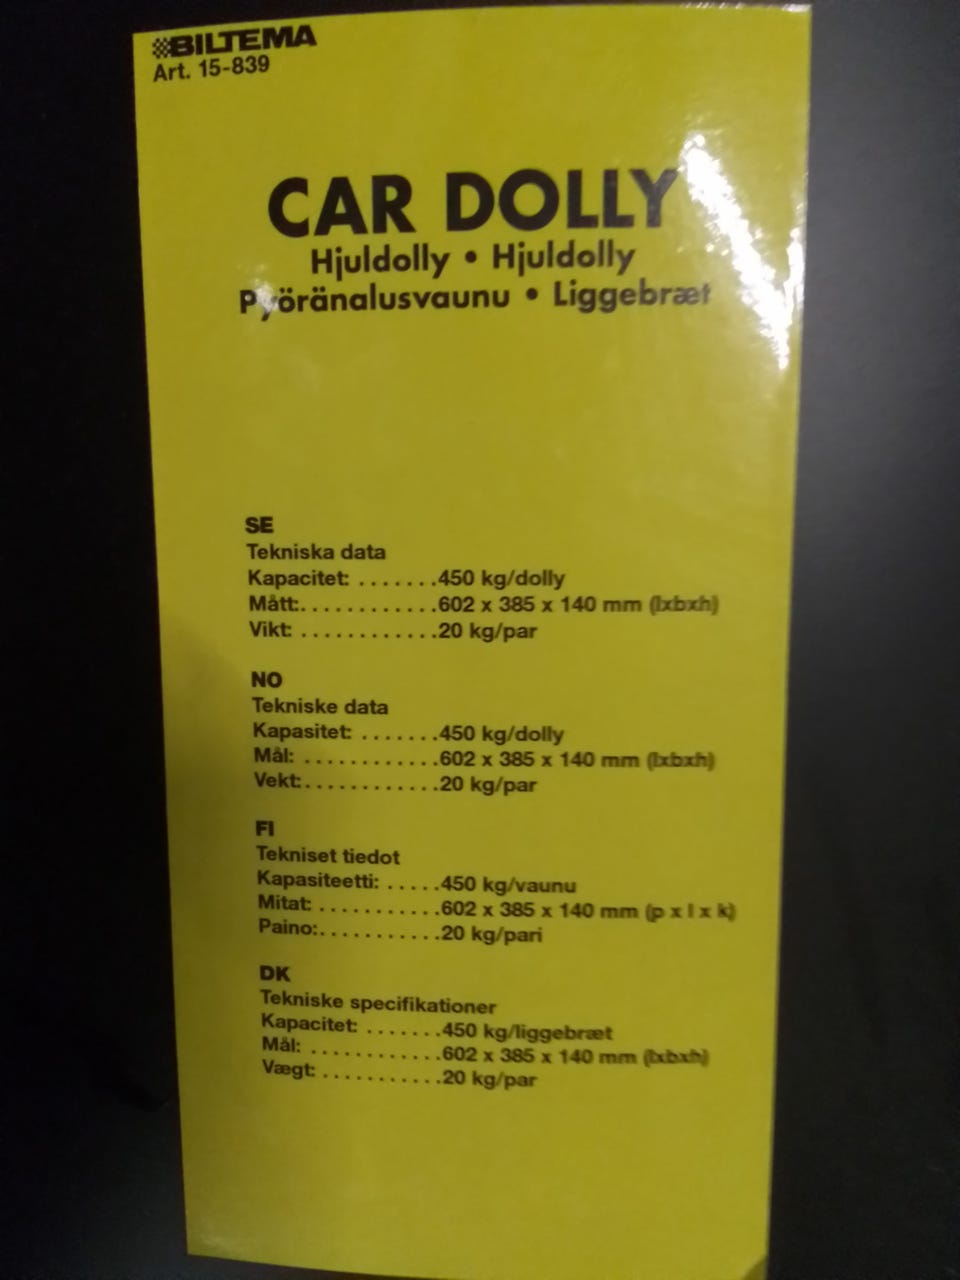 BILTEMA
Art. 15-839
CAR DOLLY
Hjuldolly • Hjuldolly
Pyöränalusvaunu • Liggebræt
SE
Tekniska data
Kapacitet: .......450 kg/dolly
Mått:............602 x 385 x 140 mm (lxbxh)
Vikt: ............20 kg/par
NO
Tekniske data
Kapasitet: .......450 kg/dolly
Mål: ............602 x 385 x 140 mm (lxbxh)
Vekt:............20 kg/par
FI
Tekniset tiedot
Kapasiteetti: .....450 kg/vaunu
Mitat: ...........602 x 385 x 140 mm (p x l x k)
Paino:...........20 kg/pari
DK
Tekniske specifikationer
Kapacitet: .......450 kg/liggebræt
Mål: ............602 x 385 x 140 mm (lxbxh)
Vægt: ...........20 kg/par